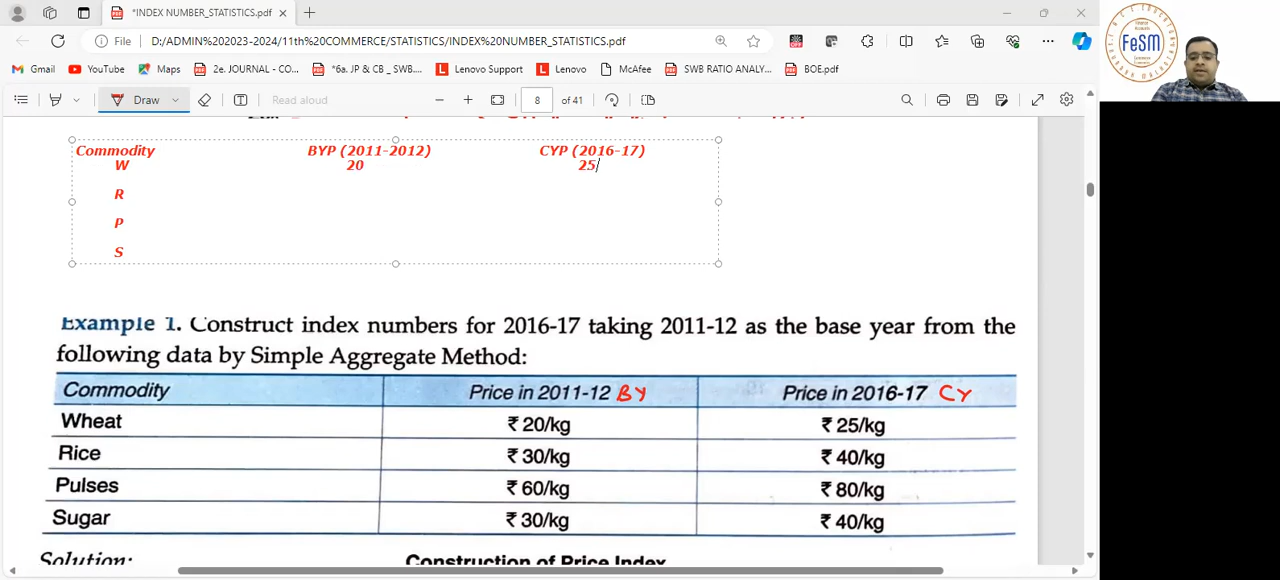 *INDEX NUMBER_STATISTICS.pdf
File D:/ADMIN%202023-2024/11th%20COMMERCE/STATISTICS/INDEX%20NUMBER_STATISTICS.pdf
Gmail YouTube Maps 2e. JOURNAL - CO... *6a. JP & CB _ SWB... Lenovo Support Lenovo McAfee SWB RATIO ANALY... BOE.pdf
Draw Read aloud 8 of 41
FeSM
Commodity BYP (2011-2012) CYP (2016-17)
W 20 25/
R
P
S
Example 1. Construct index numbers for 2016-17 taking 2011-12 as the base year from the
following data by Simple Aggregate Method:
Commodity Price in 2011-12 BY Price in 2016-17 CY
Wheat ₹ 20/kg ₹ 25/kg
Rice ₹ 30/kg ₹ 40/kg
Pulses ₹ 60/kg ₹ 80/kg
Sugar ₹ 30/kg ₹ 40/kg
Solution: Construction of Price Index